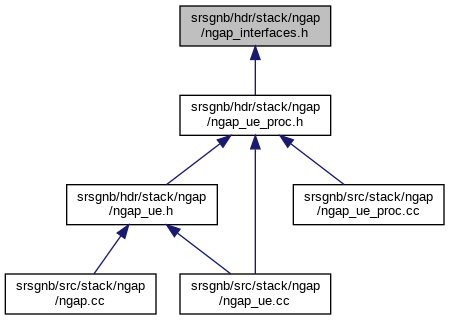 srsgnb/hdr/stack/ngap
/ngap_interfaces.h
srsgnb/hdr/stack/ngap
/ngap_ue_proc.h
srsgnb/hdr/stack/ngap
/ngap_ue.h
srsgnb/src/stack/ngap
/ngap_ue_proc.cc
srsgnb/src/stack/ngap
/ngap.cc
srsgnb/src/stack/ngap
/ngap_ue.cc